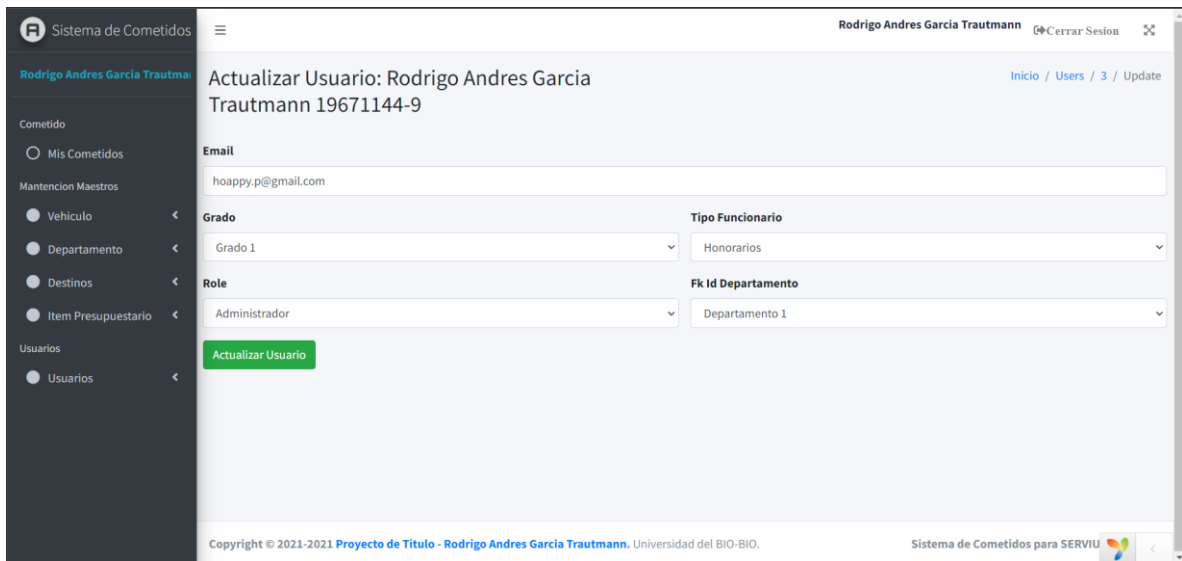 Sistema de Cometidos
Rodrigo Andres Garcia Trautmann
Cerrar Sesion
Rodrigo Andres Garcia Trautma
Cometido
Mis Cometidos
Mantencion Maestros
Vehiculo
Departamento
Destinos
Item Presupuestario
Usuarios
Usuarios
Actualizar Usuario: Rodrigo Andres Garcia
Trautmann 19671144-9
Inicio / Users / 3 / Update
Email
hoappy.p@gmail.com
Grado
Tipo Funcionario
Grado 1
Honorarios
Role
Fk Id Departamento
Administrador
Departamento 1
Actualizar Usuario
Copyright © 2021-2021 Proyecto de Titulo - Rodrigo Andres Garcia Trautmann. Universidad del BIO-BIO.
Sistema de Cometidos para SERVIU